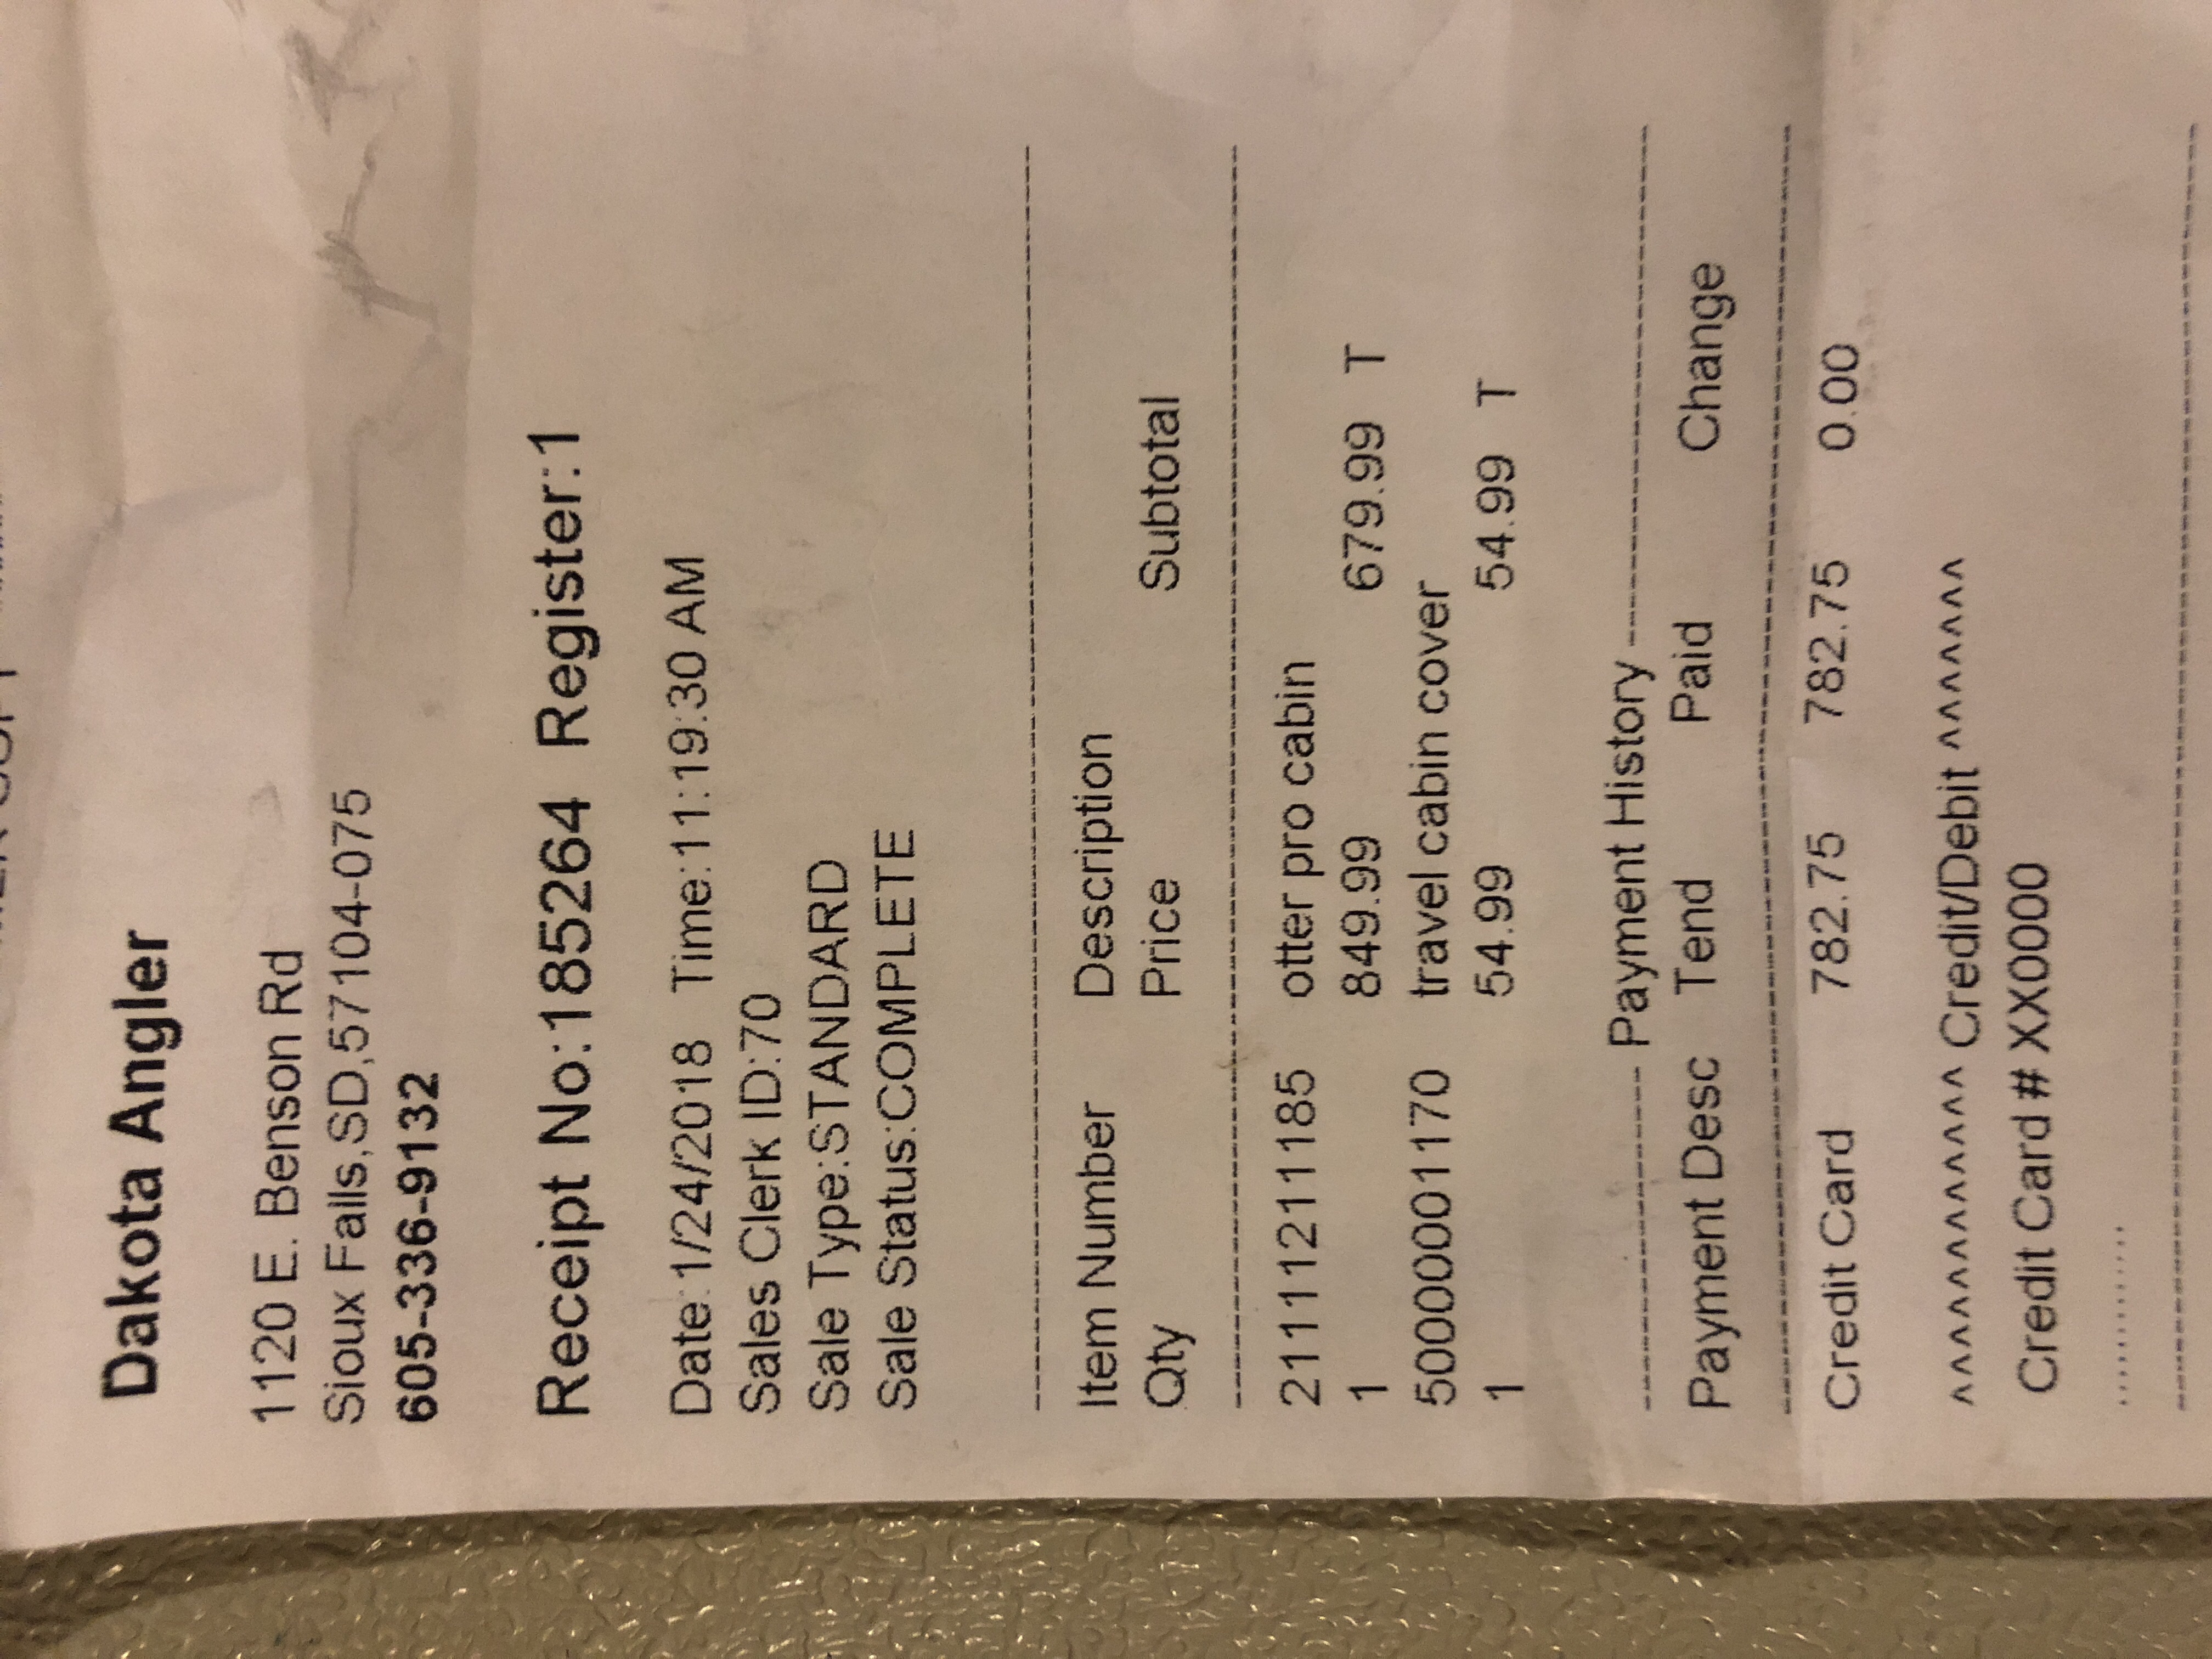 Dakota Angler
1120 E. Benson Rd
Sioux Falls,SD,57104-075
605-336-9132
Receipt No:185264 Register:1
Date:1/24/2018 Time:11:19:30 AM
Sales Clerk ID:70
Sale Type:STANDARD
Sale Status:COMPLETE
Item Number Description
Qty Price Subtotal
21111211185 otter pro cabin
1 849.99 679.99 T
50000001170 travel cabin cover
1 54.99 54.99 T
Payment History
Payment Desc Tend Paid Change
Credit Card 782.75 782.75 0.00
^^^^^^^^^^^^^ Credit/Debit ^^^^^^^^
Credit Card # XX0000